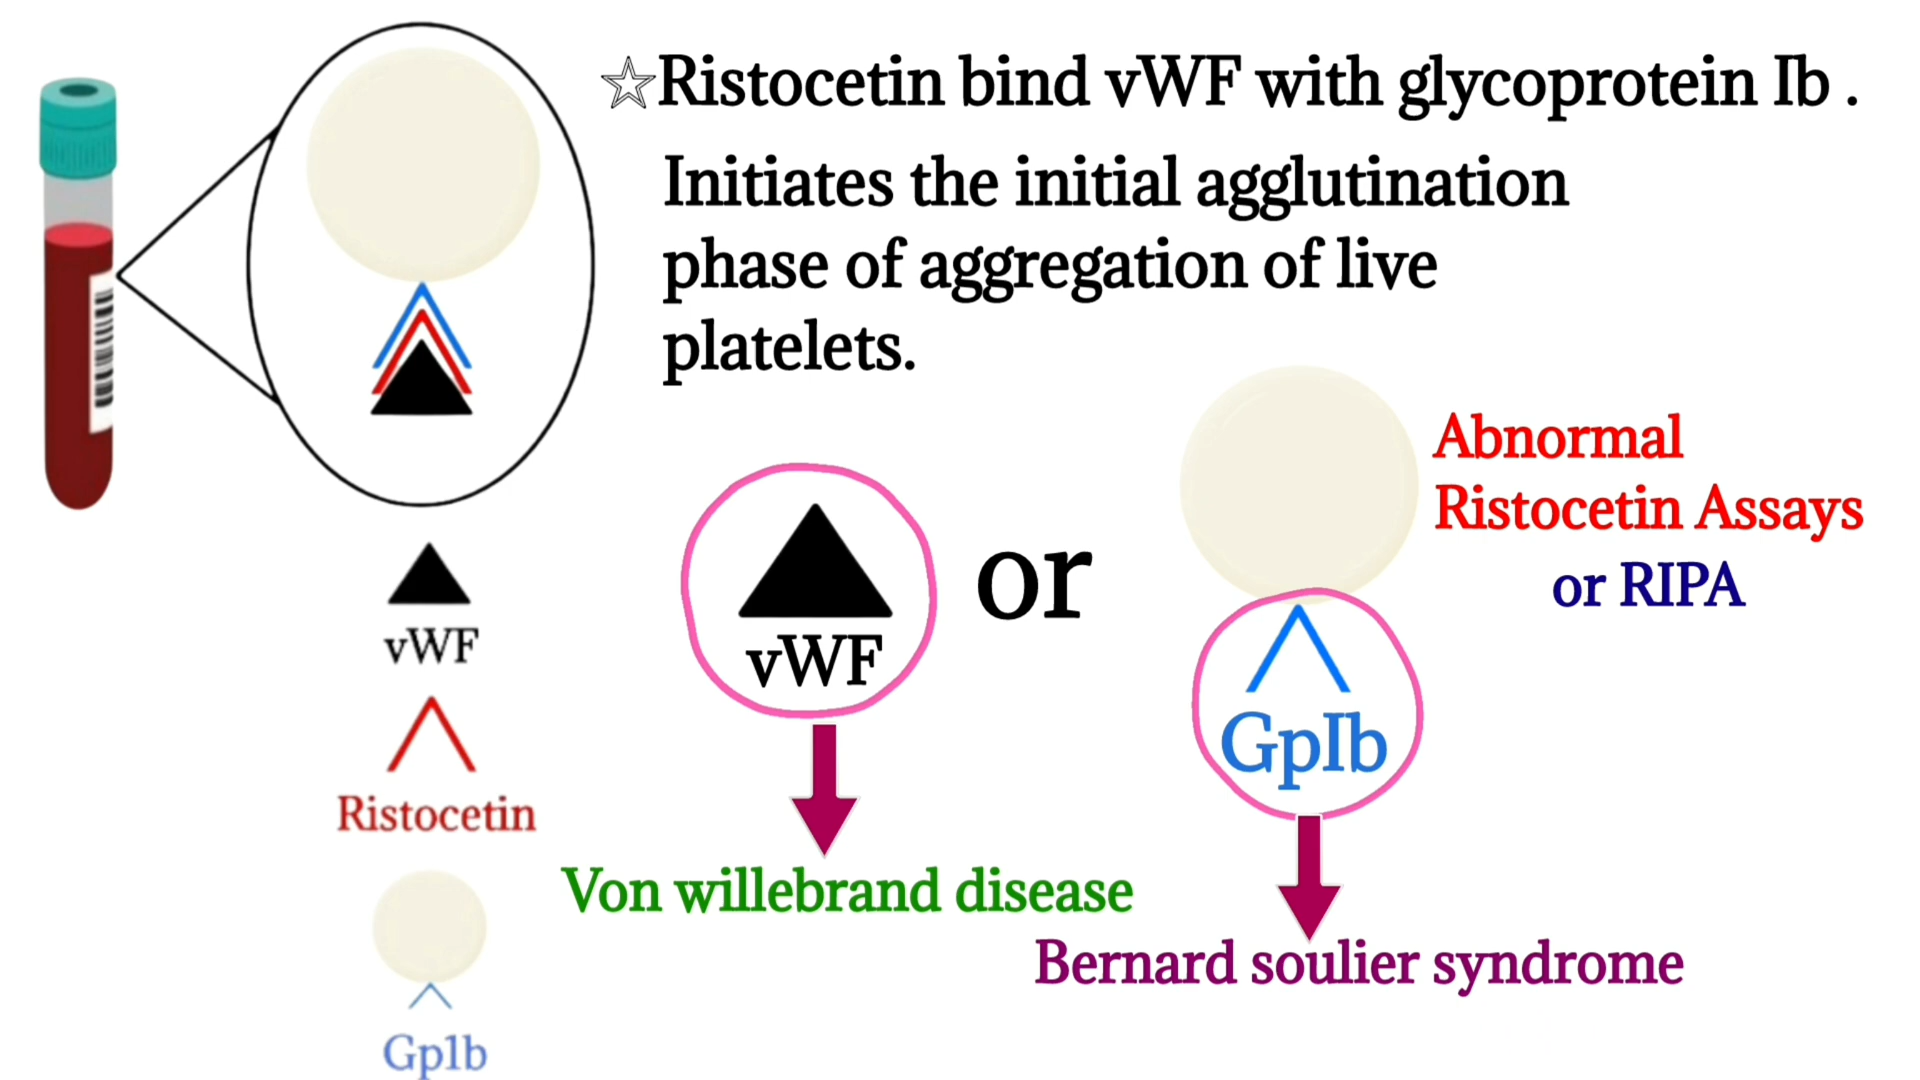 ☆Ristocetin bind vWF with glycoprotein Ib .
Initiates the initial agglutination
phase of aggregation of live
platelets.
Abnormal
Ristocetin Assays
or RIPA
vWF
Ristocetin
Gp1b
vWF
or
GpIb
Von willebrand disease
Bernard soulier syndrome